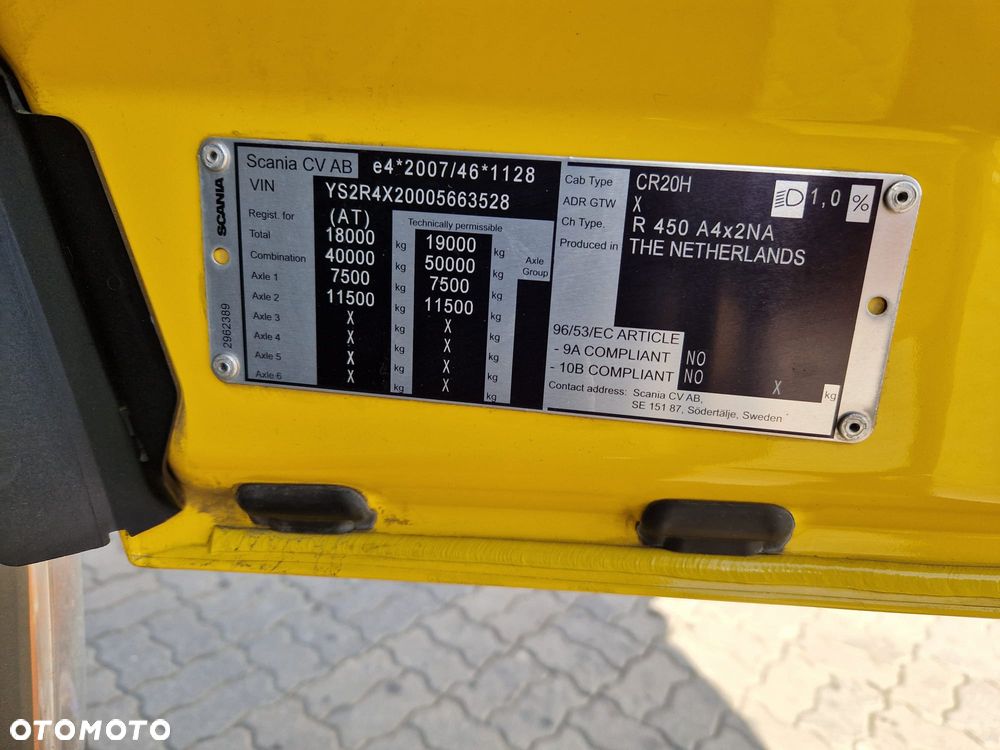 Scania CV AB e4*2007/46*1128
VIN YS2R4X20005663528
Regist. for (AT) Technically permissible
Total 18000 kg 19000 kg
Combination 40000 kg 50000 kg Axle Group
Axle 1 7500 kg 7500 kg
Axle 2 11500 kg 11500 kg
Axle 3 X kg X kg
Axle 4 X kg X kg
Axle 5 X kg X kg
Axle 6 X kg X kg
SCANIA
2962389
Cab Type CR20H 1,0 %
ADR GTW X
Ch Type. R 450 A4x2NA
Produced in THE NETHERLANDS
96/53/EC ARTICLE
- 9A COMPLIANT NO
- 10B COMPLIANT NO X kg
Contact address: Scania CV AB,
SE 151 87, Södertälje, Sweden
OTOMOTO